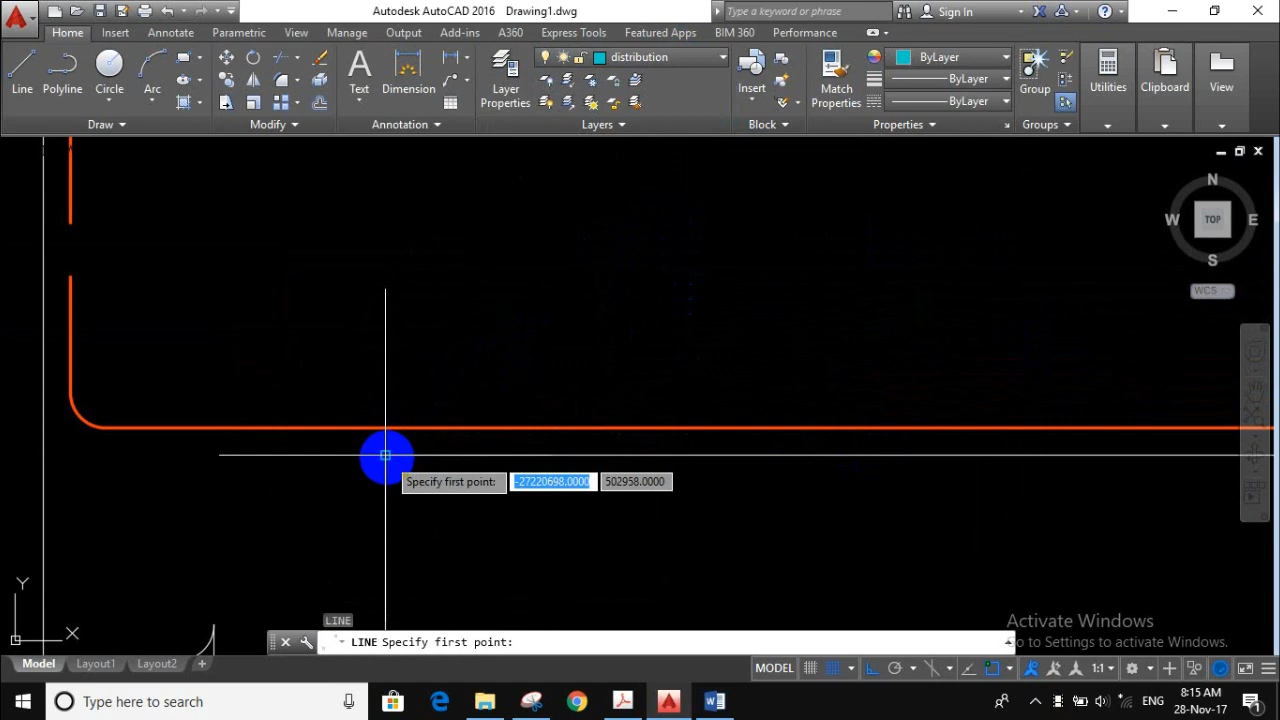 Autodesk AutoCAD 2016 Drawing1.dwg
Type a keyword or phrase
Sign In
Home Insert Annotate Parametric View Manage Output Add-ins A360 Express Tools Featured Apps BIM 360 Performance
Line
Polyline
Circle
Arc
Draw
Modify
Text
Dimension
Annotation
Layer
Properties
distribution
Layers
Insert
Block
Match
Properties
ByLayer
ByLayer
ByLayer
Properties
Group
Groups
Utilities
Clipboard
View
N
W
TOP
E
S
WCS
Specify first point:
-27220698.0000
502958.0000
Y
X
LINE
LINE Specify first point:
Activate Windows
Go to Settings to activate Windows.
Model
Layout1
Layout2
MODEL
1:1
Type here to search
ENG
8:15 AM
28-Nov-17
1